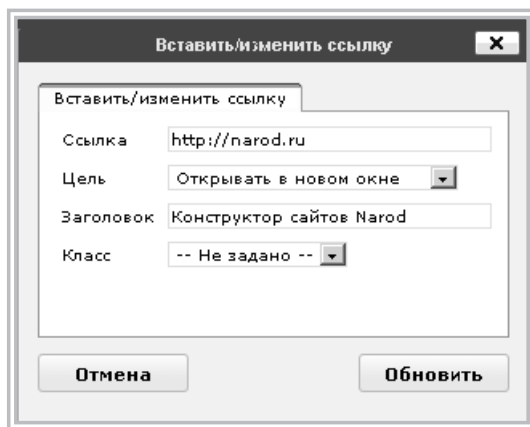 Вставить/изменить ссылку
Вставить/изменить ссылку
Ссылка http://narod.ru
Цель Открывать в новом окне
Заголовок Конструктор сайтов Narod
Класс -- Не задано --
Отмена Обновить